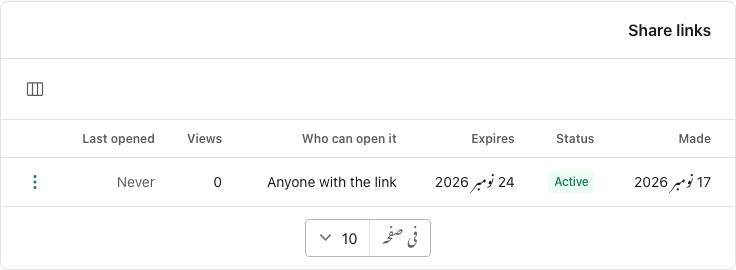 Share links
Made Status Expires Who can open it Views Last opened
17 نومبر 2026 Active 24 نومبر 2026 Anyone with the link 0 Never
فی صفحہ 10